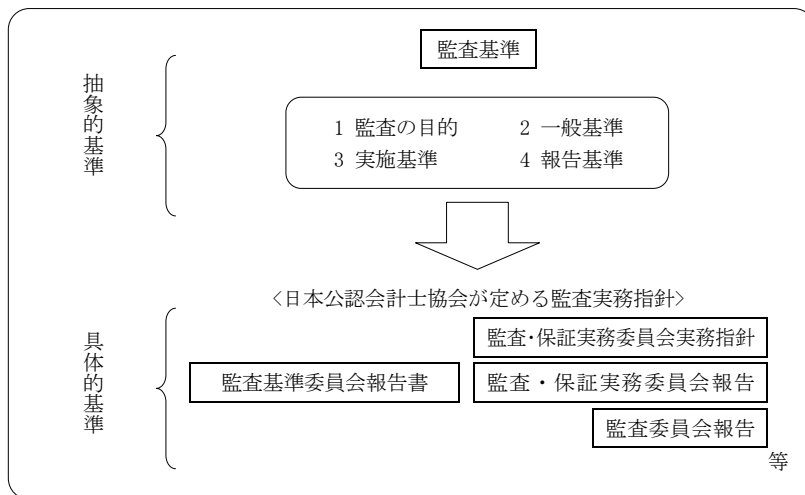 監査基準
抽象的基準
1 監査の目的 2 一般基準
3 実施基準 4 報告基準
<日本公認会計士協会が定める監査実務指針>
具体的基準
監査・保証実務委員会実務指針
監査基準委員会報告書 監査・保証実務委員会報告
監査委員会報告
等